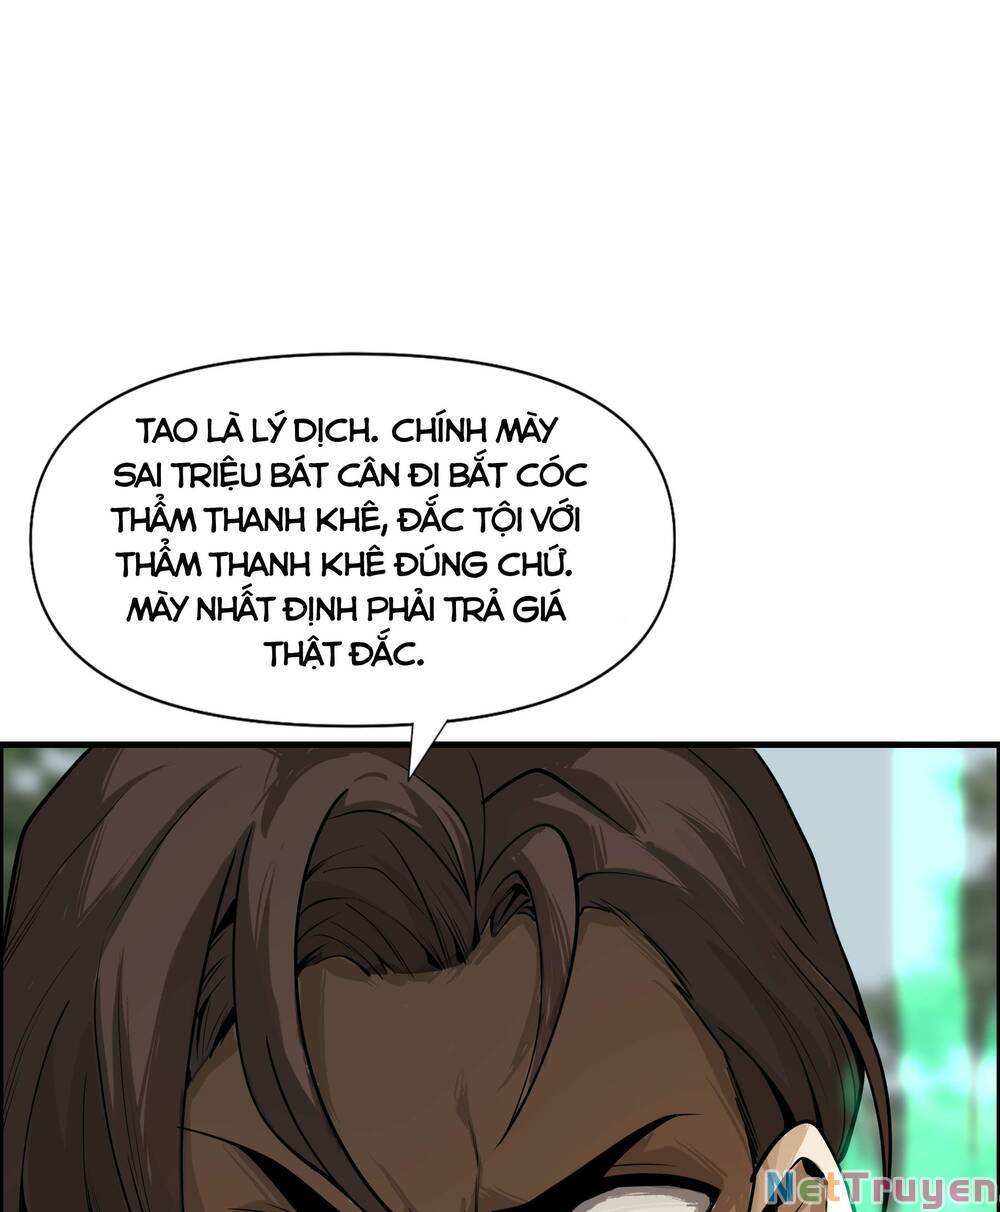 TAO LÀ LÝ DỊCH. CHÍNH MÀY
SAI TRIỆU BÁT CÂN ĐI BẮT CÓC
THẨM THANH KHÊ, ĐẮC TỘI VỚI
THẨM THANH KHÊ ĐÚNG CHỨ.
MÀY NHẤT ĐỊNH PHẢI TRẢ GIÁ
THẬT ĐẮC.
NetTruyen